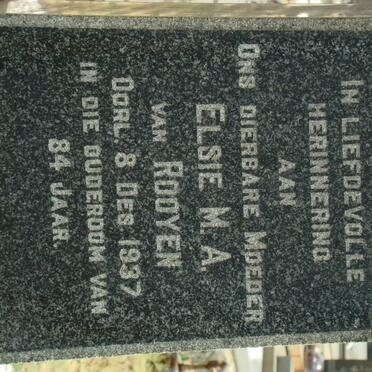 IN LIEFDEVOLLE
HERINNERING
AAN
ONS DIERBARE MOEDER
ELSIE M.A.
VAN ROOYEN
OORL. 8 DES. 1937
IN DIE OUDERDOM VAN
84 JAAR.